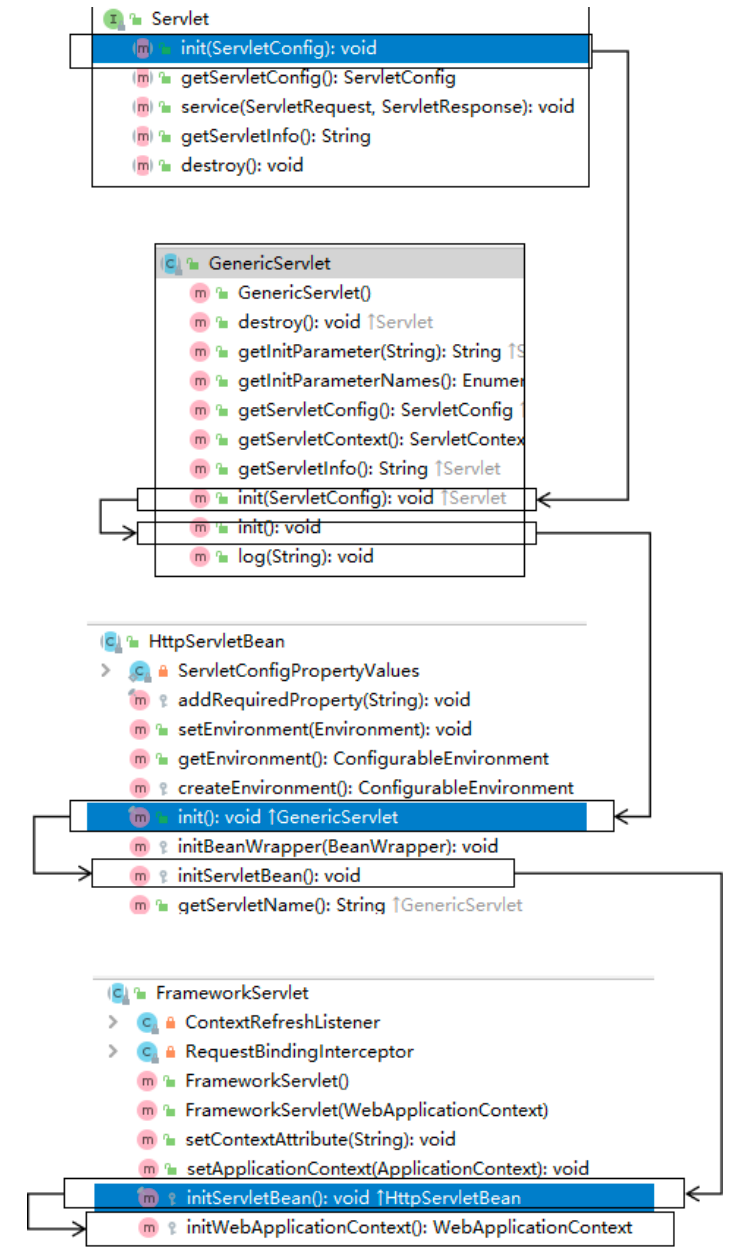 Servlet
init(ServletConfig): void
getServletConfig(): ServletConfig
service(ServletRequest, ServletResponse): void
getServletInfo(): String
destroy(): void
GenericServlet
GenericServlet()
destroy(): void ↑Servlet
getInitParameter(String): String ↑S
getInitParameterNames(): Enumer
getServletConfig(): ServletConfig ↑
getServletContext(): ServletContex
getServletInfo(): String ↑Servlet
init(ServletConfig): void ↑Servlet
init(): void
log(String): void
HttpServletBean
ServletConfigPropertyValues
addRequiredProperty(String): void
setEnvironment(Environment): void
getEnvironment(): ConfigurableEnvironment
createEnvironment(): ConfigurableEnvironment
init(): void ↑GenericServlet
initBeanWrapper(BeanWrapper): void
initServletBean(): void
getServletName(): String ↑GenericServlet
FrameworkServlet
ContextRefreshListener
RequestBindingInterceptor
FrameworkServlet()
FrameworkServlet(WebApplicationContext)
setContextAttribute(String): void
setApplicationContext(ApplicationContext): void
initServletBean(): void ↑HttpServletBean
initWebApplicationContext(): WebApplicationContext